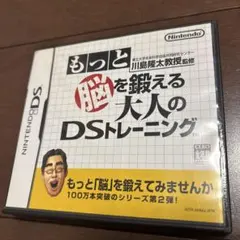 Nintendo
東北大学未来科学技術共同研究センター
川島隆太教授監修
もっと
脳を鍛える
大人の
DSトレーニング
NINTENDO DS
もっと「脳」を鍛えてみませんか
100万本突破のシリーズ第2弾!